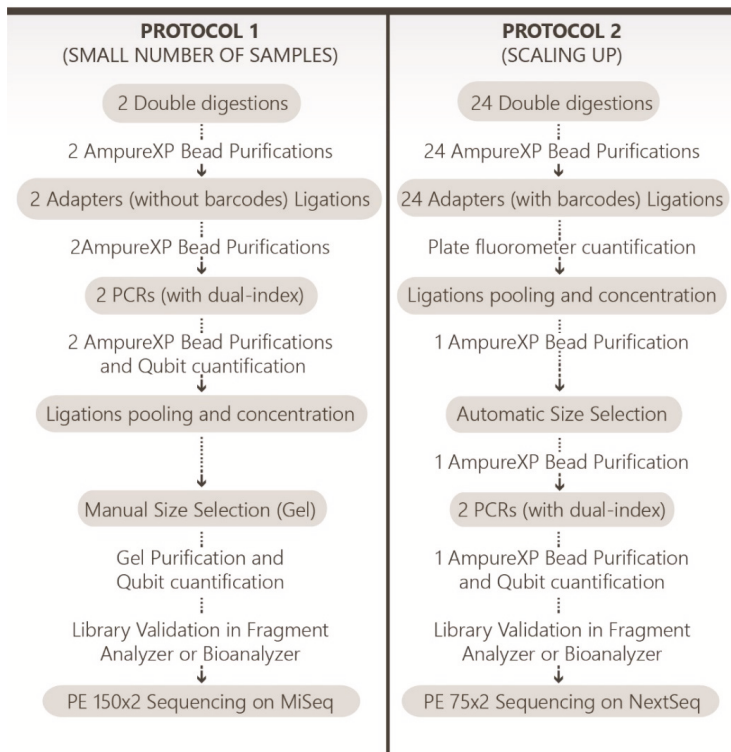 PROTOCOL 1
(SMALL NUMBER OF SAMPLES)
2 Double digestions
2 AmpureXP Bead Purifications
2 Adapters (without barcodes) Ligations
2AmpureXP Bead Purifications
2 PCRs (with dual-index)
2 AmpureXP Bead Purifications
and Qubit cuantification
Ligations pooling and concentration
Manual Size Selection (Gel)
Gel Purification and
Qubit cuantification
Library Validation in Fragment
Analyzer or Bioanalyzer
PE 150x2 Sequencing on MiSeq
PROTOCOL 2
(SCALING UP)
24 Double digestions
24 AmpureXP Bead Purifications
24 Adapters (with barcodes) Ligations
Plate fluorometer cuantification
Ligations pooling and concentration
1 AmpureXP Bead Purification
Automatic Size Selection
1 AmpureXP Bead Purification
2 PCRs (with dual-index)
1 AmpureXP Bead Purification
and Qubit cuantification
Library Validation in Fragment
Analyzer or Bioanalyzer
PE 75x2 Sequencing on NextSeq